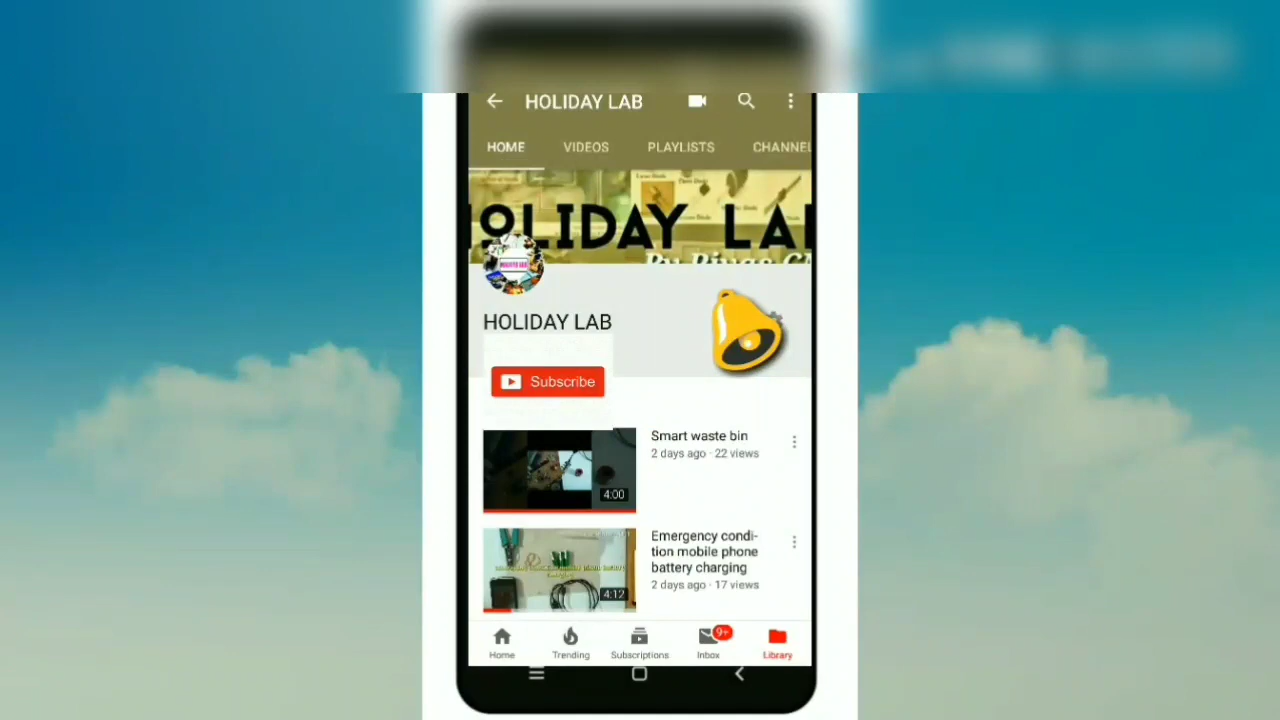 HOLIDAY LAB
HOME VIDEOS PLAYLISTS CHANNEL
HOLIDAY LA
HOLIDAY LAB
Subscribe
Smart waste bin
2 days ago · 22 views
4:00
Emergency condi-
tion mobile phone
battery charging
2 days ago · 17 views
4:12
9+
Home Trending Subscriptions Inbox Library